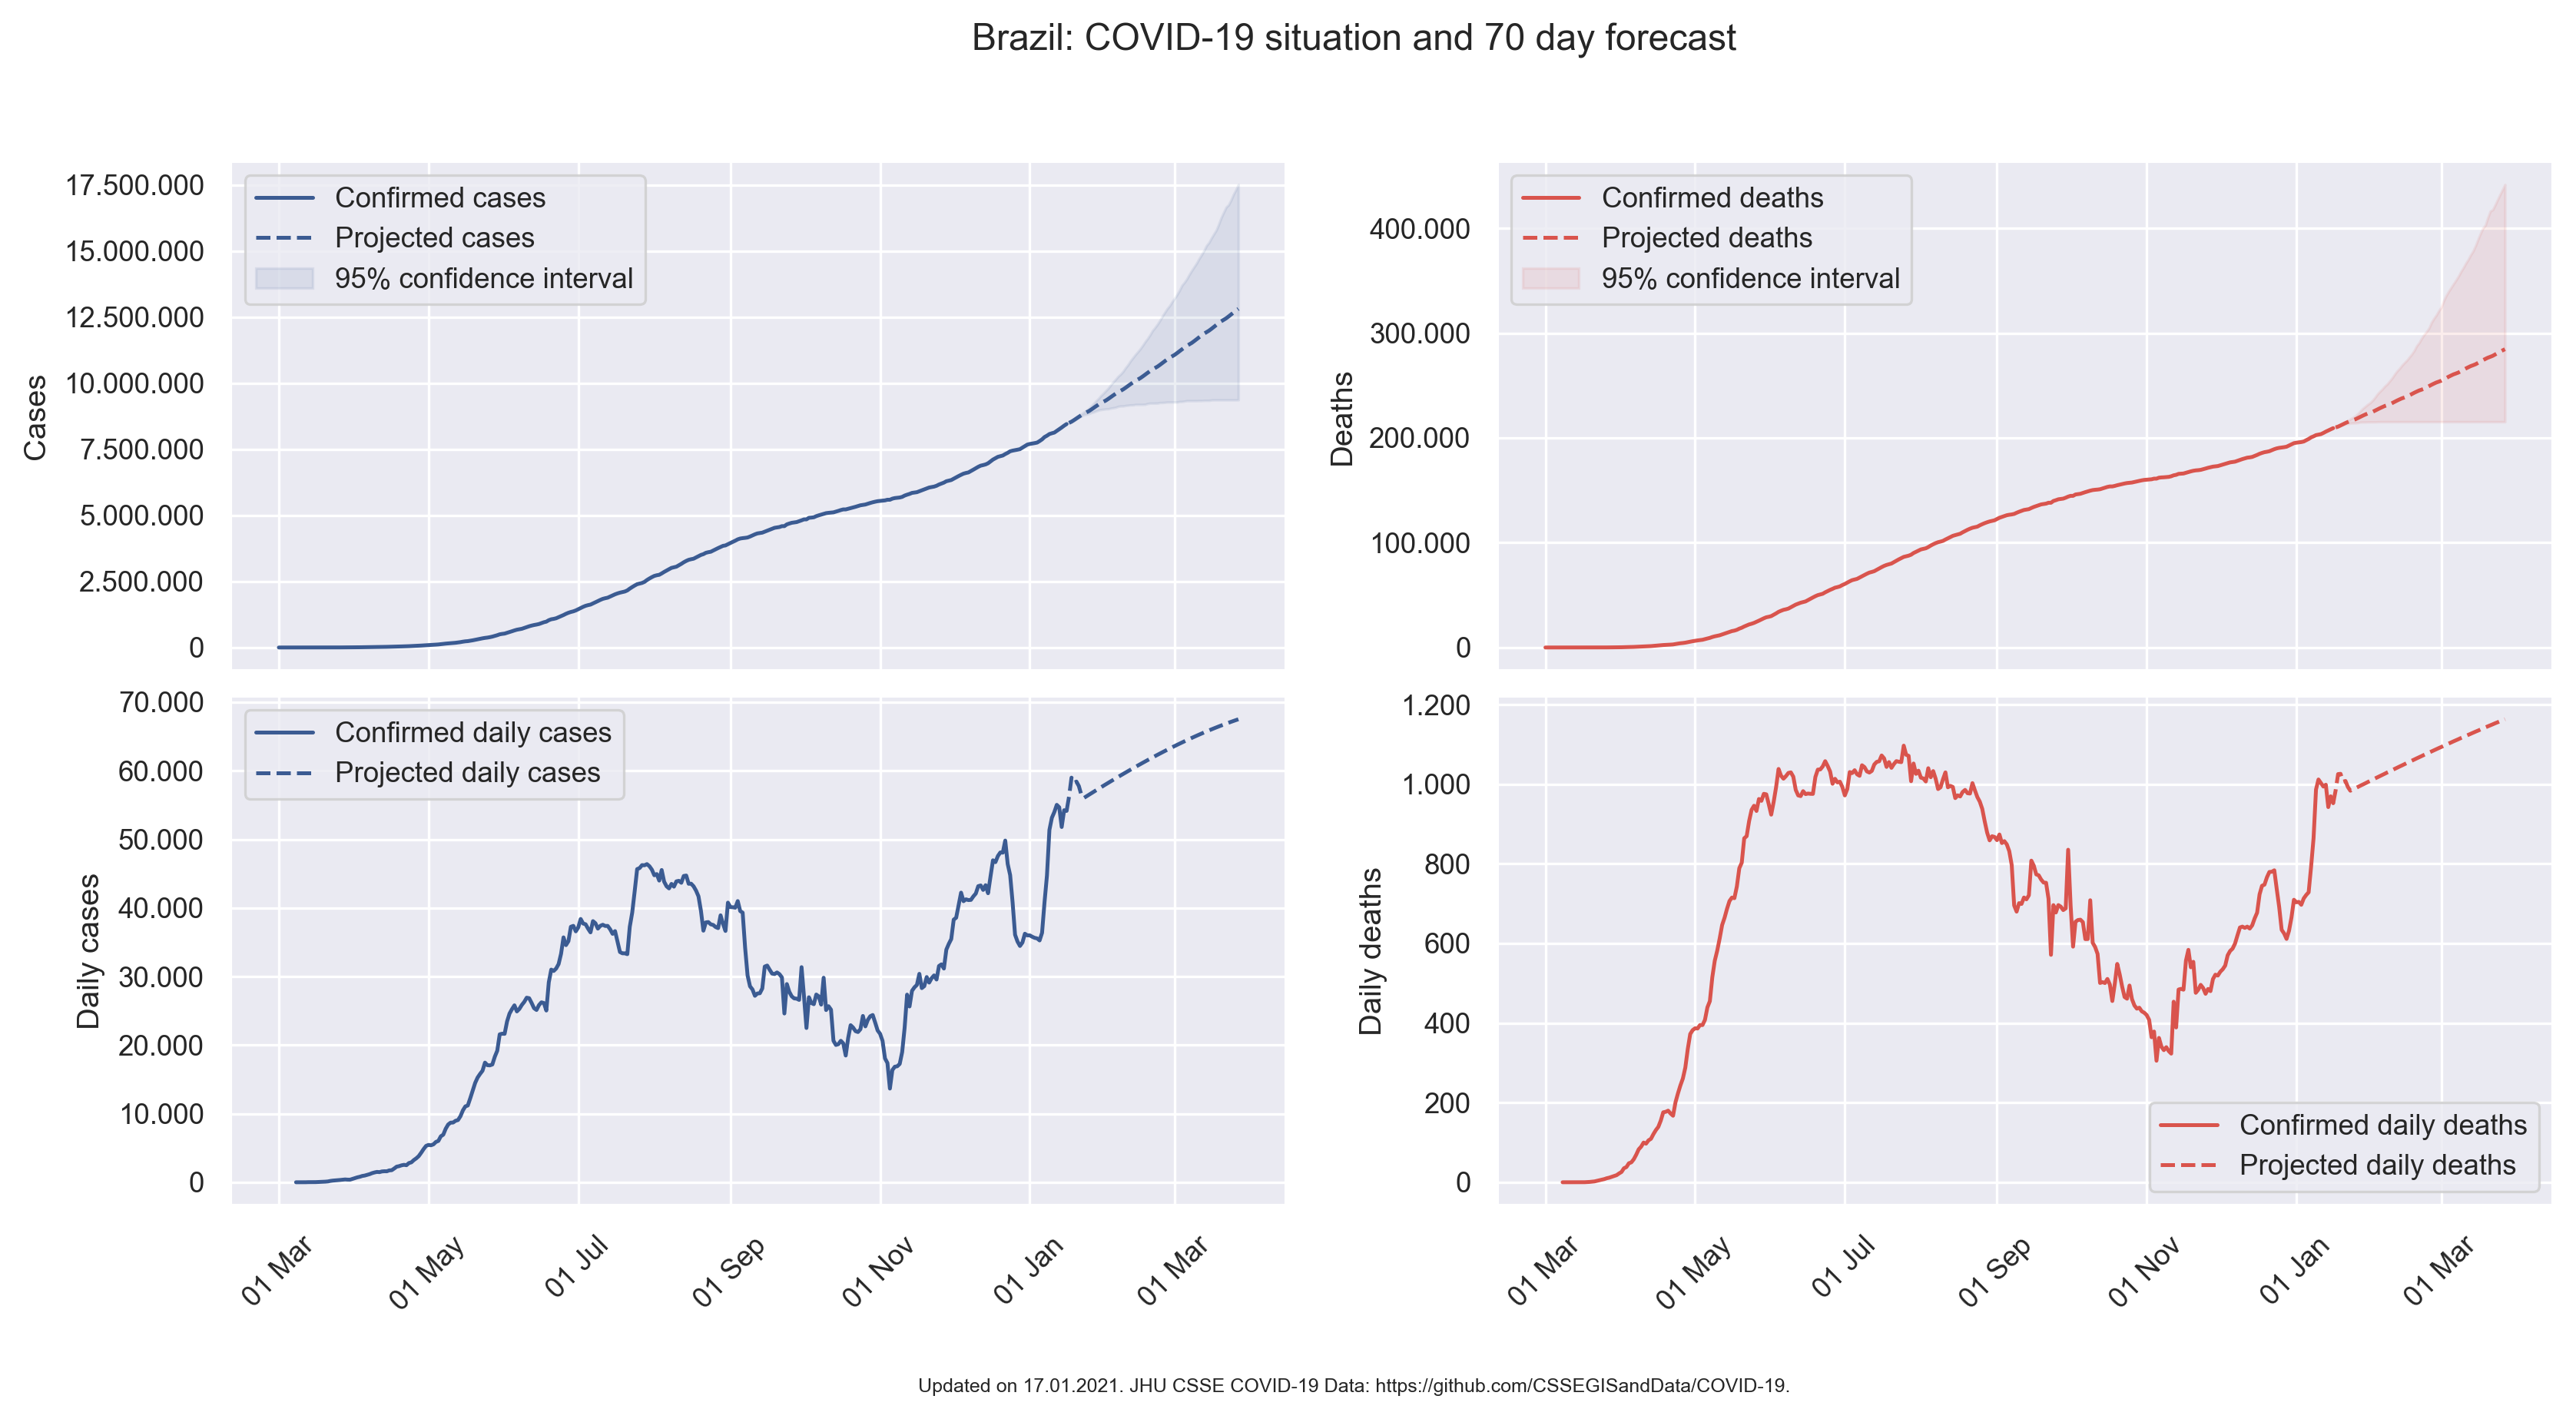 Brazil: COVID-19 situation and 70 day forecast
Cases
17.500.000
15.000.000
12.500.000
10.000.000
7.500.000
5.000.000
2.500.000
0
Confirmed cases
Projected cases
95% confidence interval
Deaths
400.000
300.000
200.000
100.000
0
Confirmed deaths
Projected deaths
95% confidence interval
Daily cases
70.000
60.000
50.000
40.000
30.000
20.000
10.000
0
Confirmed daily cases
Projected daily cases
01 Mar
01 May
01 Jul
01 Sep
01 Nov
01 Jan
01 Mar
Daily deaths
1.200
1.000
800
600
400
200
0
Confirmed daily deaths
Projected daily deaths
01 Mar
01 May
01 Jul
01 Sep
01 Nov
01 Jan
01 Mar
Updated on 17.01.2021. JHU CSSE COVID-19 Data: https://github.com/CSSEGISandData/COVID-19.